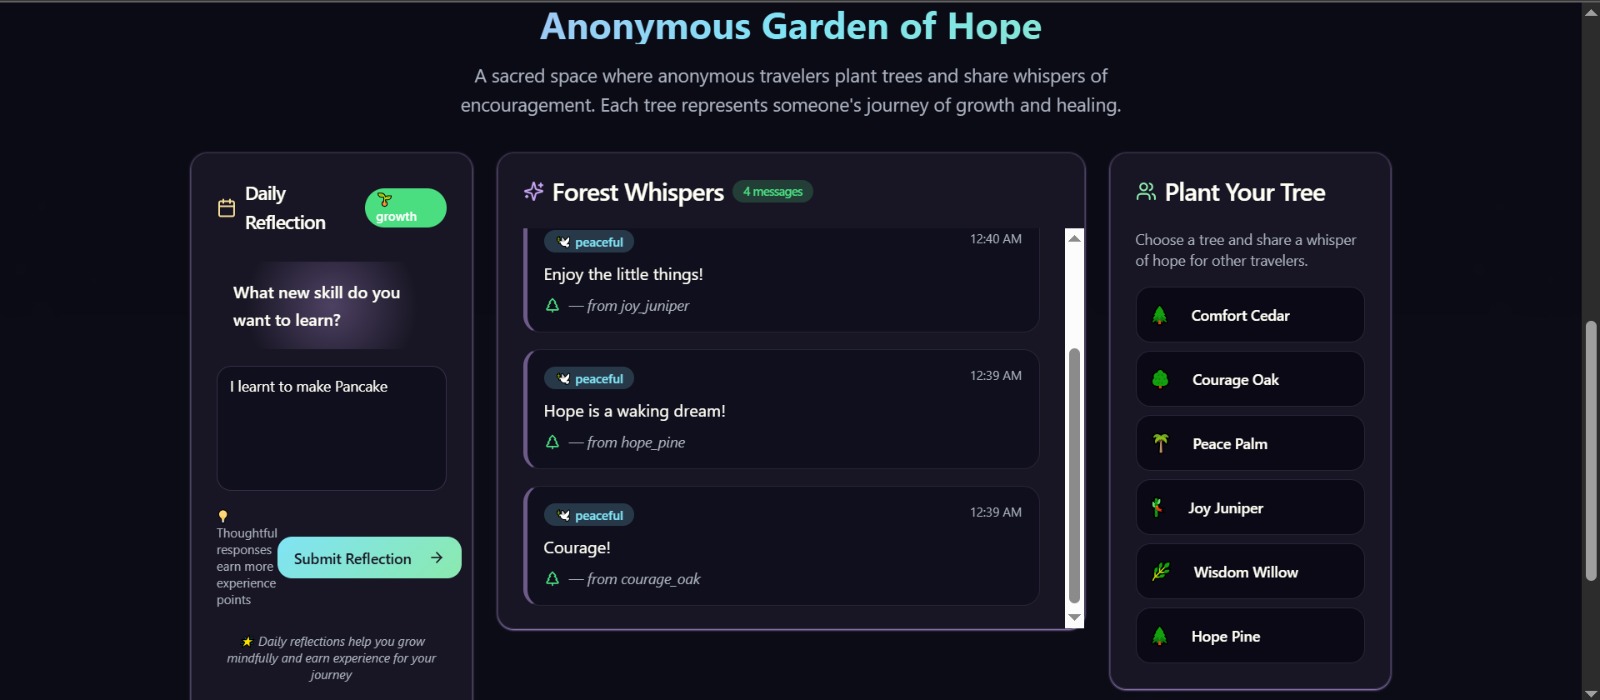 Anonymous Garden of Hope
A sacred space where anonymous travelers plant trees and share whispers of
encouragement. Each tree represents someone's journey of growth and healing.
Daily
Reflection
growth
What new skill do you
want to learn?
I learnt to make Pancake
Thoughtful
responses
earn more
experience
points
Submit Reflection
Daily reflections help you grow
mindfully and earn experience for your
journey
Forest Whispers
4 messages
peaceful
12:40 AM
Enjoy the little things!
— from joy_juniper
peaceful
12:39 AM
Hope is a waking dream!
— from hope_pine
peaceful
12:39 AM
Courage!
— from courage_oak
Plant Your Tree
Choose a tree and share a whisper
of hope for other travelers.
Comfort Cedar
Courage Oak
Peace Palm
Joy Juniper
Wisdom Willow
Hope Pine